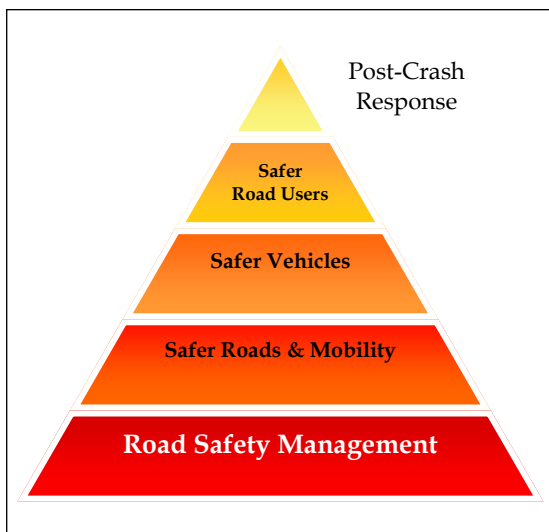 Post-Crash
Response
Safer
Road Users
Safer Vehicles
Safer Roads & Mobility
Road Safety Management